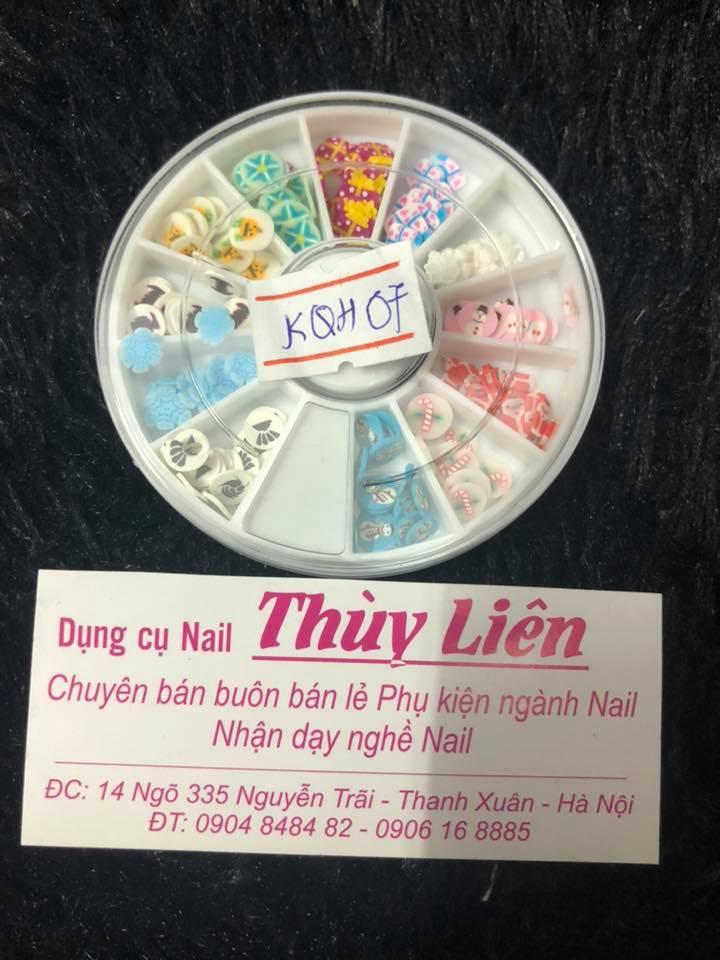 KQH 07
Dụng cụ Nail Thùy Liên
Chuyên bán buôn bán lẻ Phụ kiện ngành Nail
Nhận dạy nghề Nail
ĐC: 14 Ngõ 335 Nguyễn Trãi - Thanh Xuân - Hà Nội
ĐT: 0904 8484 82 - 0906 16 8885